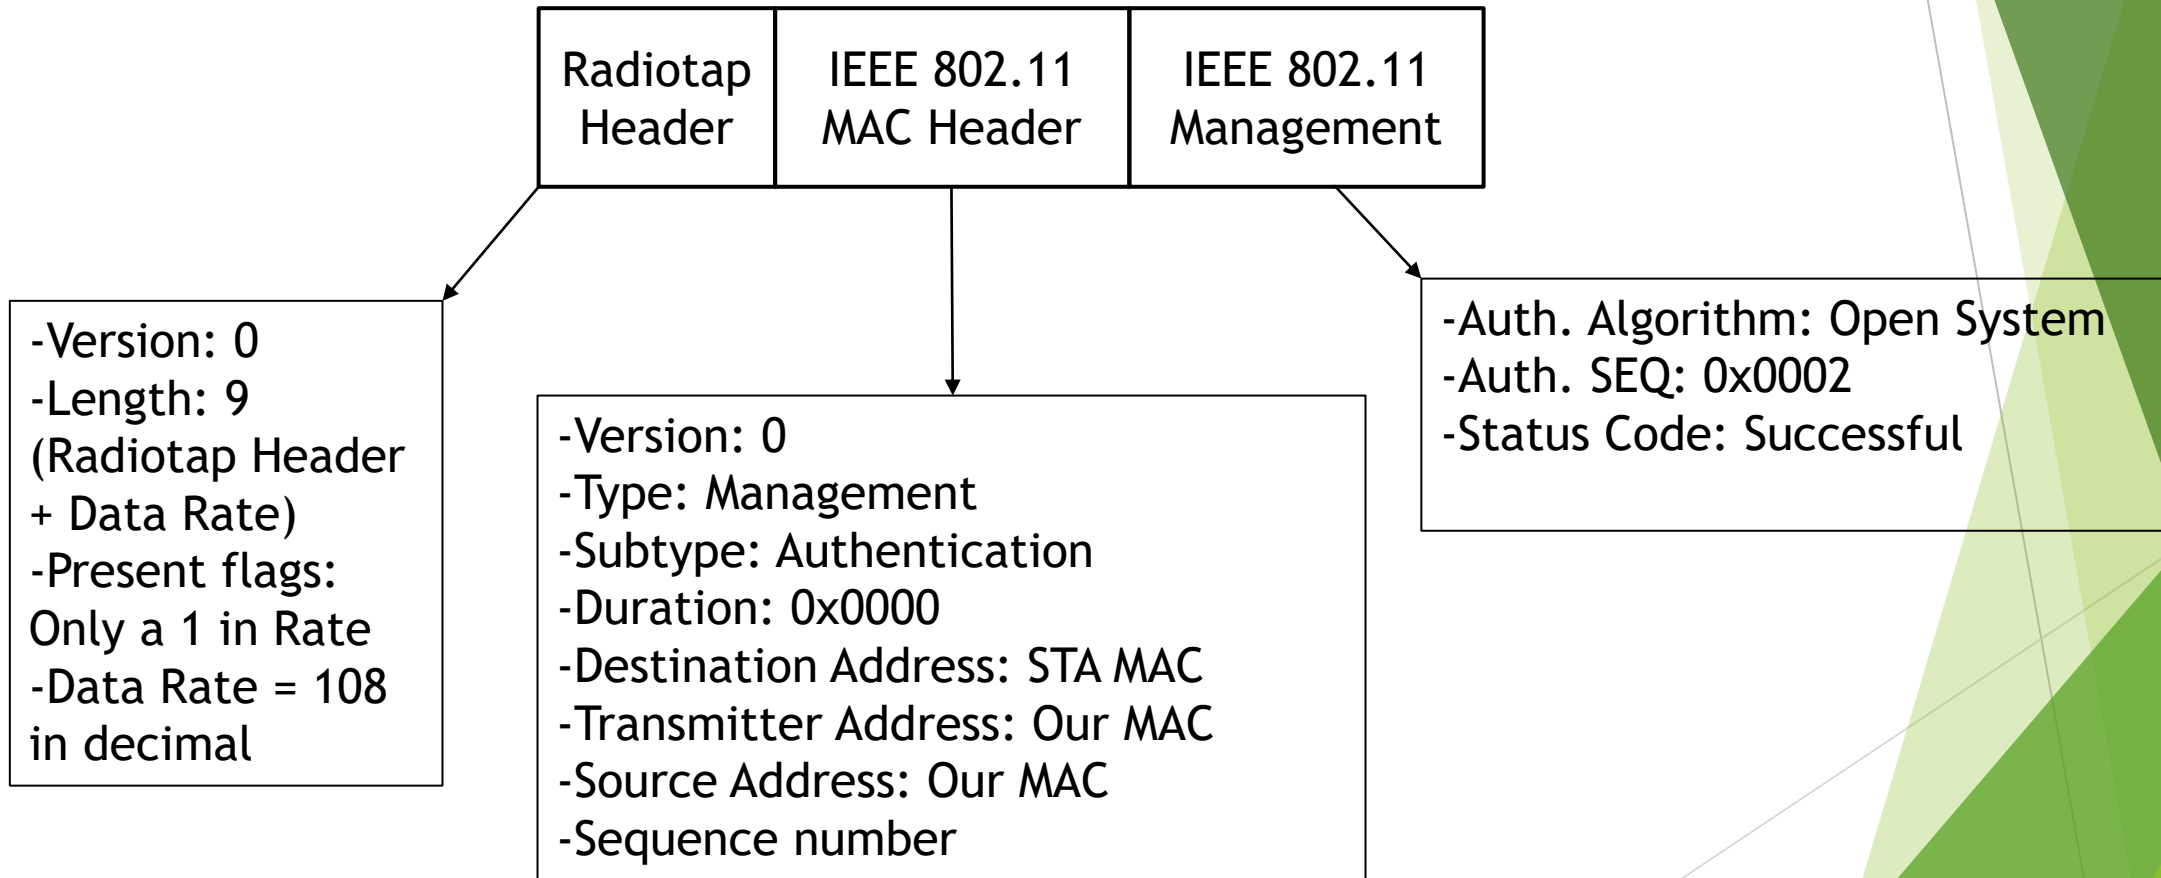 Radiotap
Header
IEEE 802.11
MAC Header
IEEE 802.11
Management
-Version: 0
-Length: 9
(Radiotap Header
+ Data Rate)
-Present flags:
Only a 1 in Rate
-Data Rate = 108
in decimal
-Version: 0
-Type: Management
-Subtype: Authentication
-Duration: 0x0000
-Destination Address: STA MAC
-Transmitter Address: Our MAC
-Source Address: Our MAC
-Sequence number
-Auth. Algorithm: Open System
-Auth. SEQ: 0x0002
-Status Code: Successful